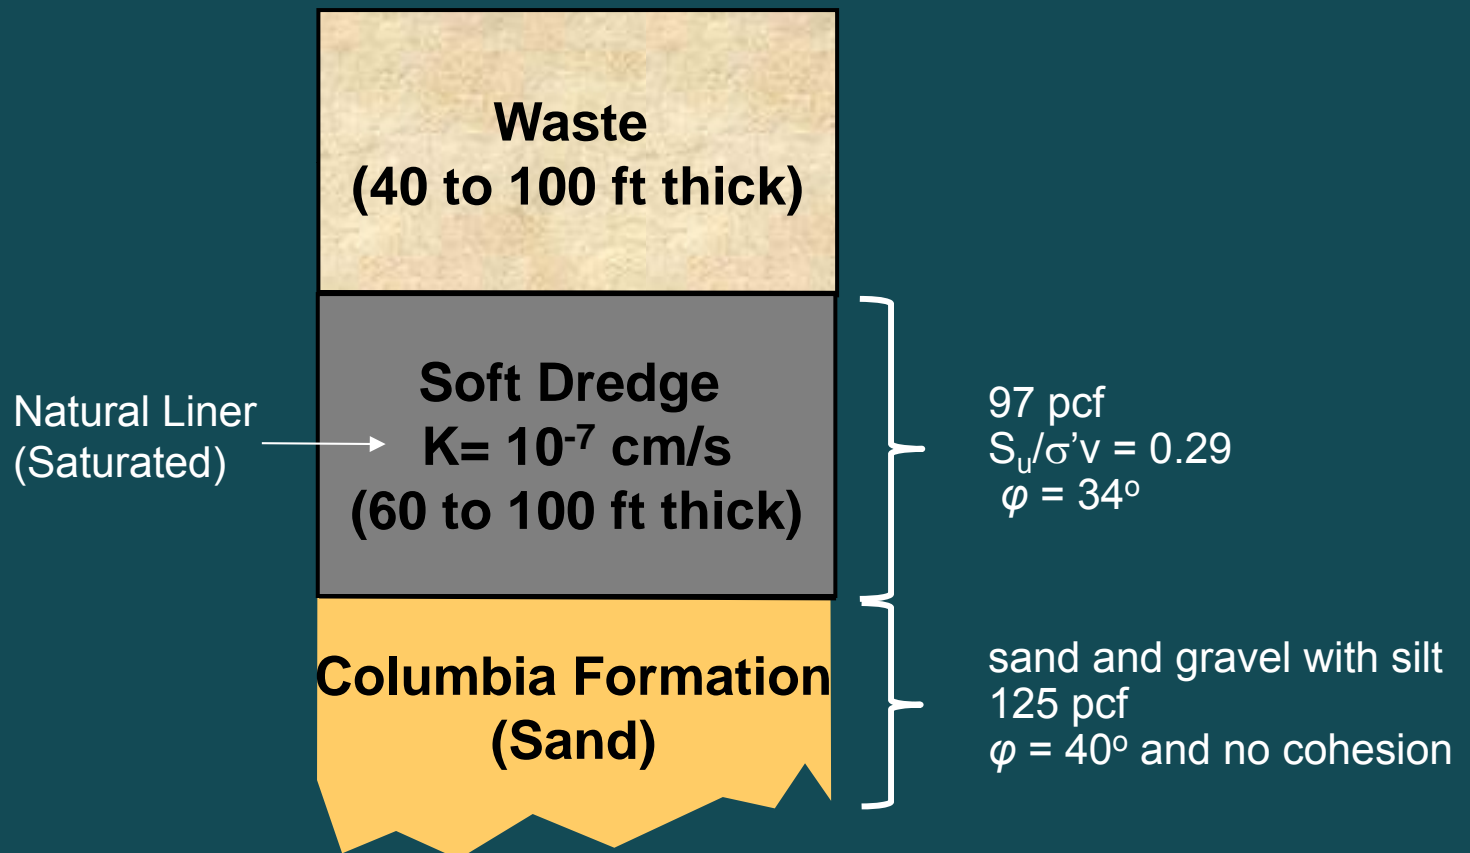 Waste
(40 to 100 ft thick)
Natural Liner
(Saturated)
Soft Dredge
K= 10⁻⁷ cm/s
(60 to 100 ft thick)
97 pcf
Sᵤ/σ’v = 0.29
φ = 34º
Columbia Formation
(Sand)
sand and gravel with silt
125 pcf
φ = 40º and no cohesion